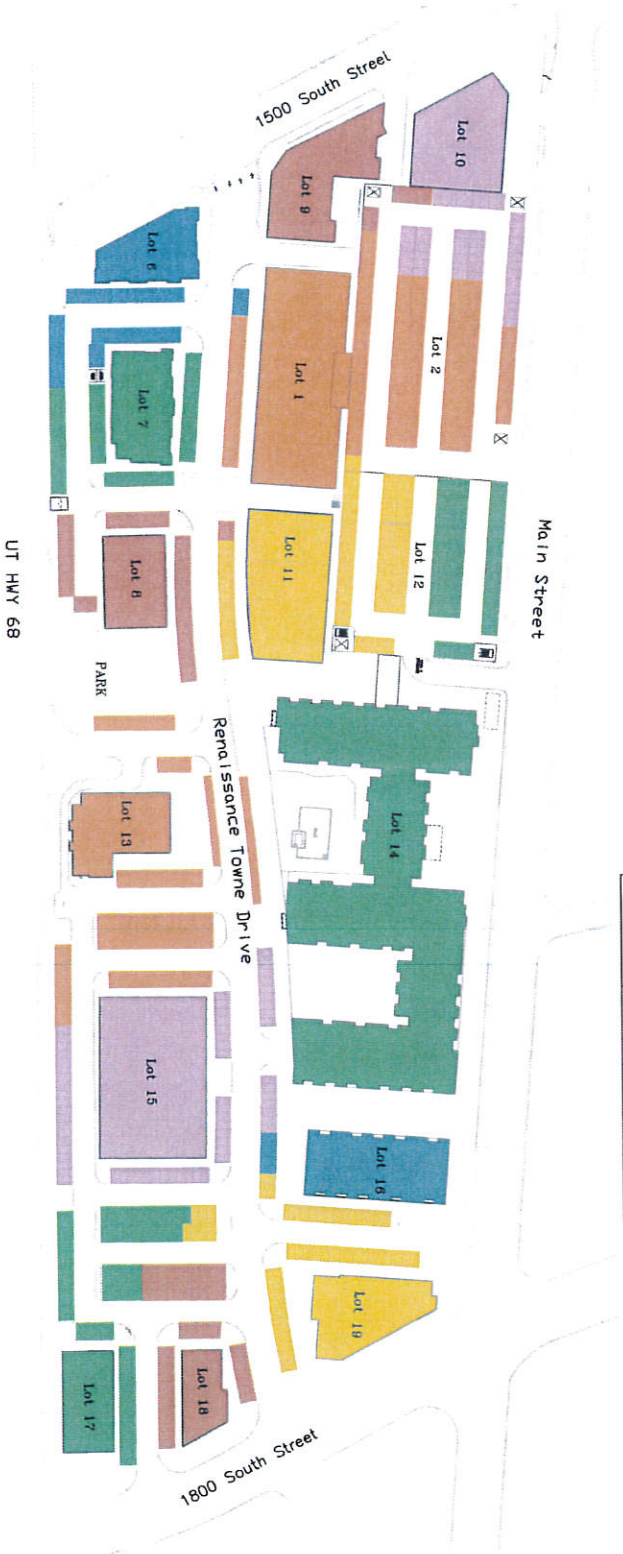 1500 South Street
Lot 10
Lot 9
Lot 6
Lot 2
Lot 1
Lot 7
Main Street
Lot 12
Lot 11
Lot 8
UT HWY 68
PARK
Renaissance Towne Drive
Lot 14
Lot 13
Lot 15
Lot 16
Lot 19
Lot 18
Lot 17
1800 South Street